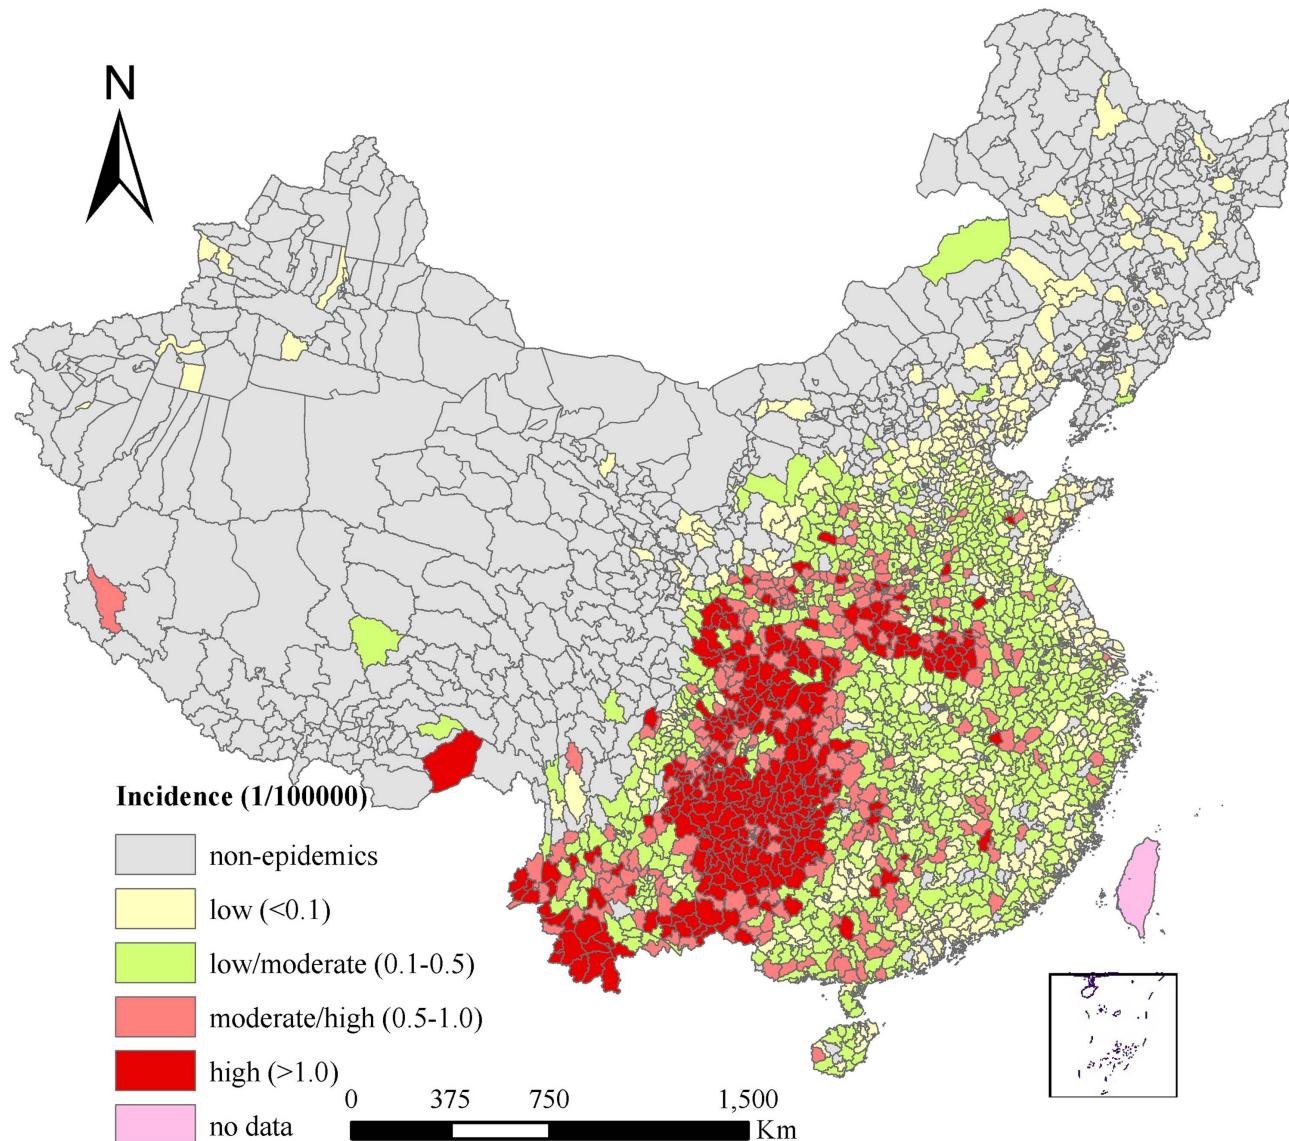 N
Incidence (1/100000)
non-epidemics
low (<0.1)
low/moderate (0.1-0.5)
moderate/high (0.5-1.0)
high (>1.0)
no data
0 375 750 1,500
Km